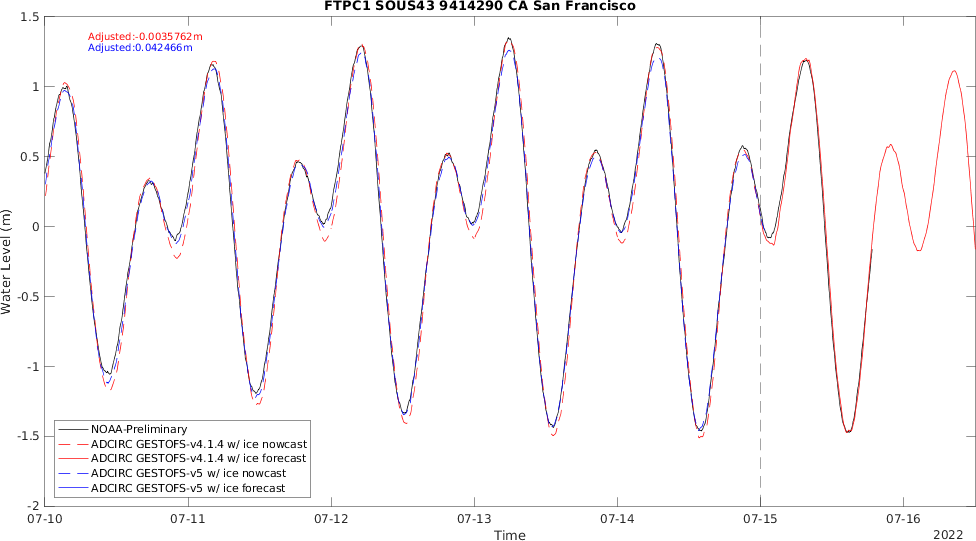 FTPC1 SOUS43 9414290 CA San Francisco
Adjusted:-0.0035762m
Adjusted:0.042466m
1.5
1
0.5
0
-0.5
-1
-1.5
-2
Water Level (m)
NOAA-Preliminary
ADCIRC GESTOFS-v4.1.4 w/ ice nowcast
ADCIRC GESTOFS-v4.1.4 w/ ice forecast
ADCIRC GESTOFS-v5 w/ ice nowcast
ADCIRC GESTOFS-v5 w/ ice forecast
07-10 07-11 07-12 07-13 07-14 07-15 07-16
Time
2022